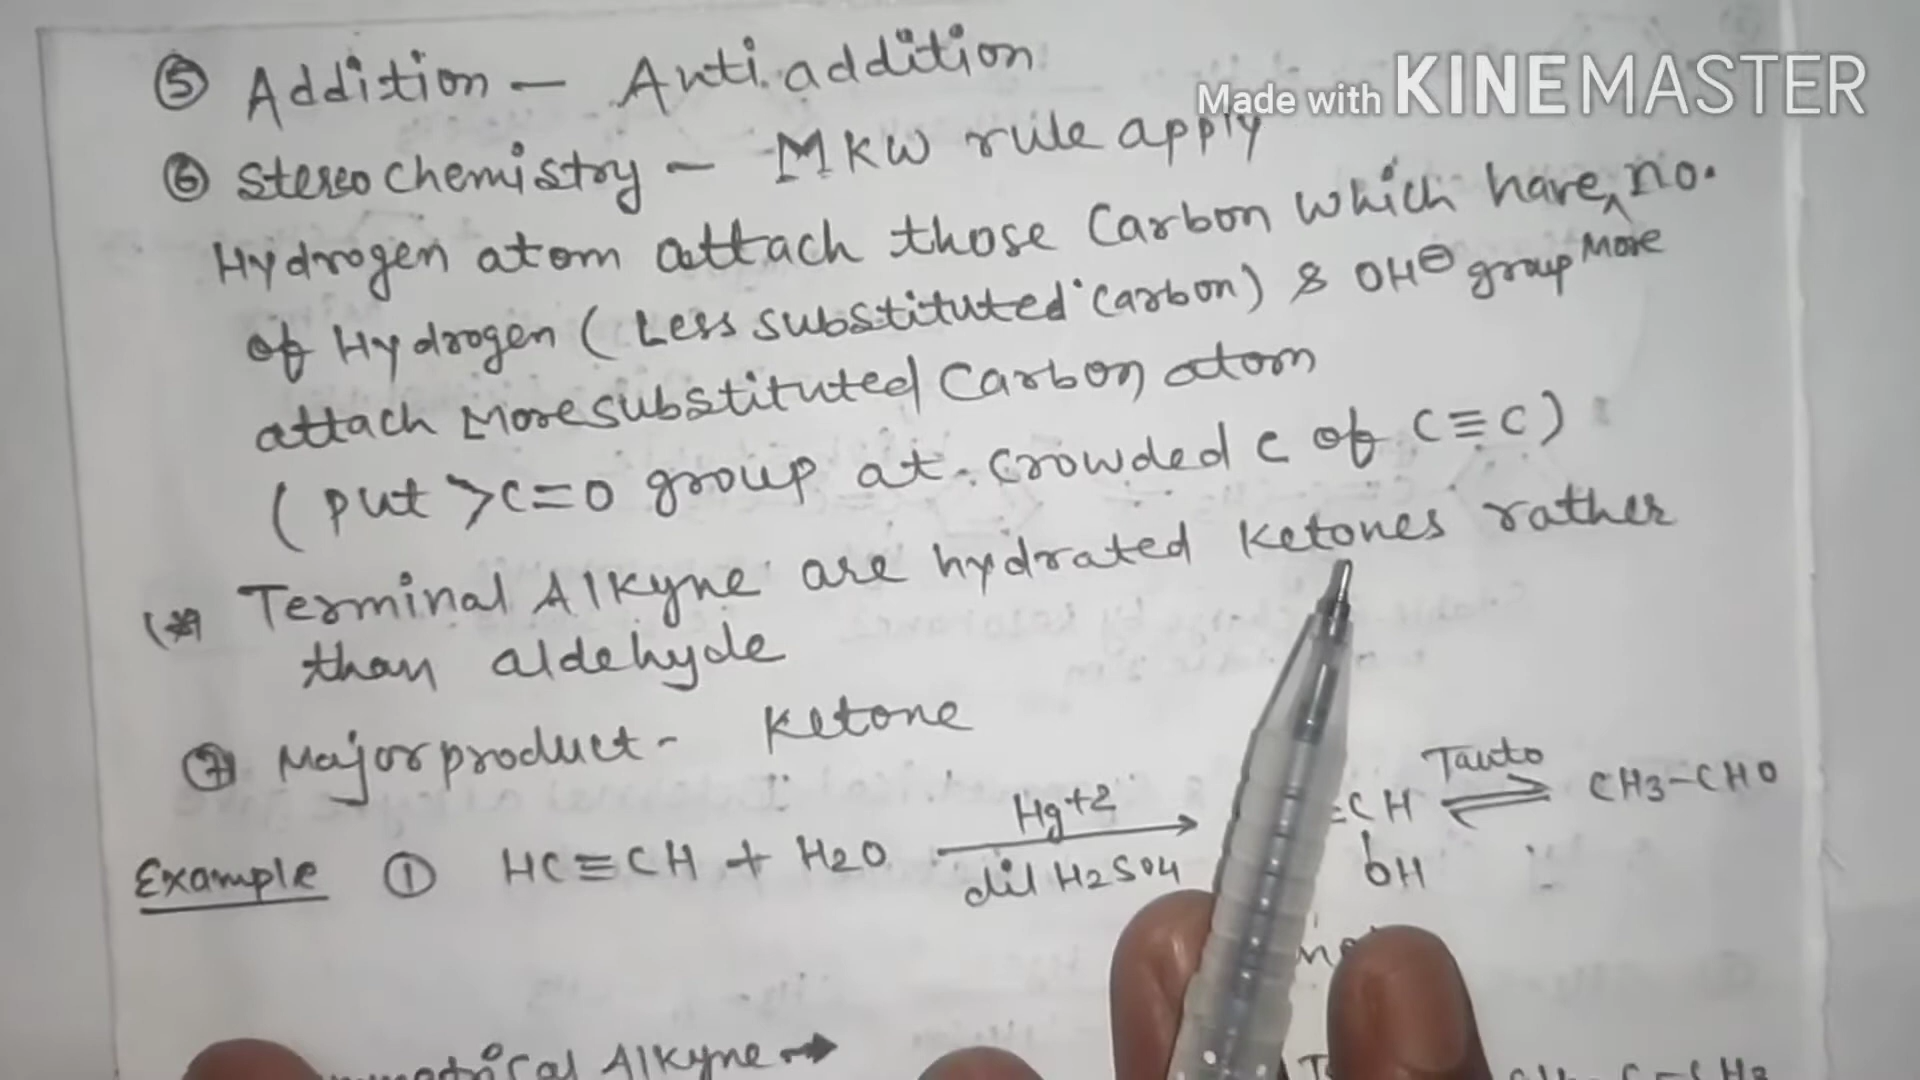 ⑤ Addition - Anti addition
Made with KINEMASTER
⑥ Stereo chemistry - MKW rule apply
Hydrogen atom attach those Carbon which have more no.
of Hydrogen ( Less substituted Carbon) & OH⊖ group
attach More substituted Carbon atom
( put >C=O group at crowded C of C≡C)
(*) Terminal Alkyne are hydrated Ketones rather
than aldehyde
⑦ Major product - Ketone
Example ① HC≡CH + H2O Hg+2 dil H2SO4 =CH OH Tauto CH3-CHO
Alkyne →